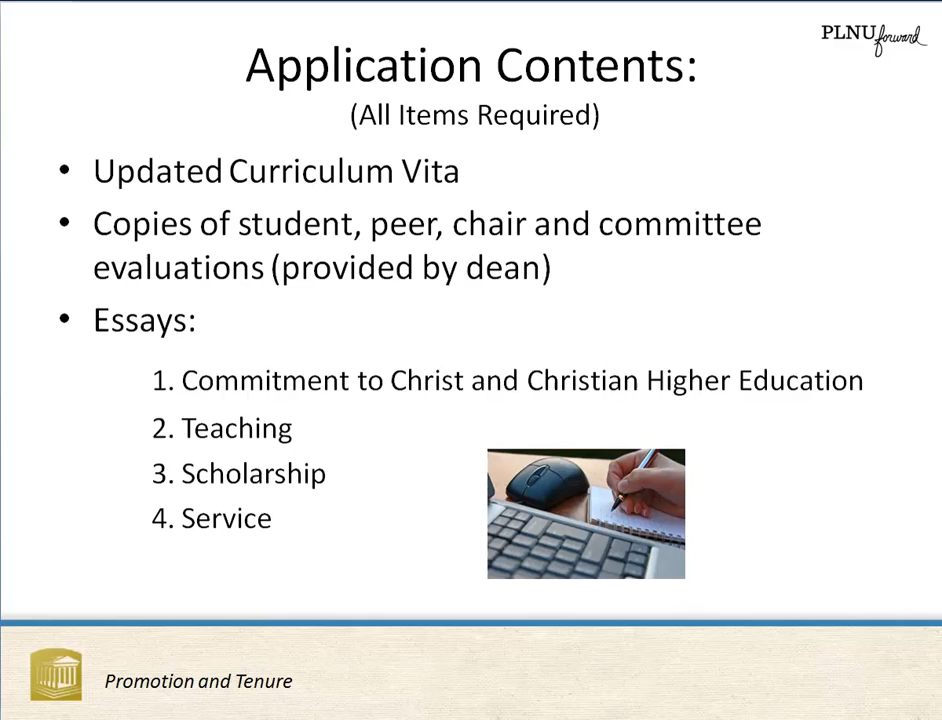 PLNU forward
Application Contents:
(All Items Required)
• Updated Curriculum Vita
• Copies of student, peer, chair and committee
evaluations (provided by dean)
• Essays:
1. Commitment to Christ and Christian Higher Education
2. Teaching
3. Scholarship
4. Service
Promotion and Tenure